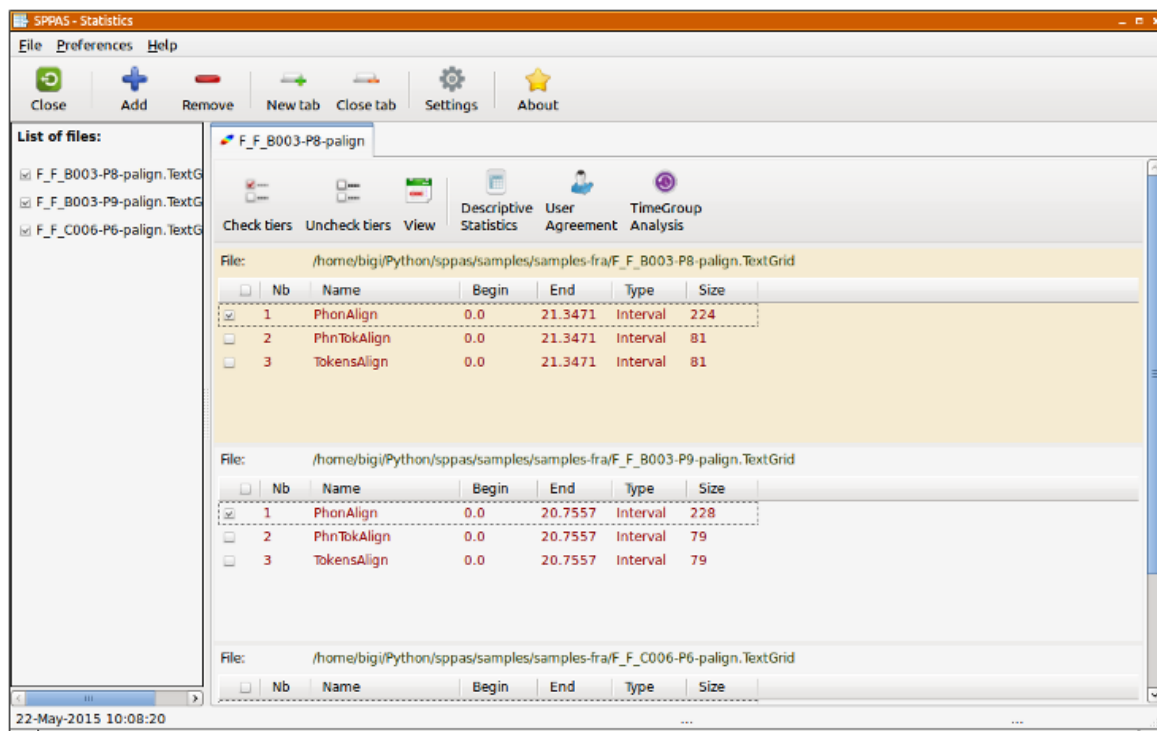 SPPAS - Statistics
File Preferences Help
Close Add Remove New tab Close tab Settings About
List of files:
F_F_B003-P8-palign.TextG
F_F_B003-P9-palign.TextG
F_F_C006-P6-palign.TextG
F_F_B003-P8-palign
Check tiers Uncheck tiers View Descriptive Statistics User Agreement TimeGroup Analysis
File: /home/bigi/Python/sppas/samples/samples-fra/F_F_B003-P8-palign.TextGrid
Nb Name Begin End Type Size
1 PhonAlign 0.0 21.3471 Interval 224
2 PhnTokAlign 0.0 21.3471 Interval 81
3 TokensAlign 0.0 21.3471 Interval 81
File: /home/bigi/Python/sppas/samples/samples-fra/F_F_B003-P9-palign.TextGrid
Nb Name Begin End Type Size
1 PhonAlign 0.0 20.7557 Interval 228
2 PhnTokAlign 0.0 20.7557 Interval 79
3 TokensAlign 0.0 20.7557 Interval 79
File: /home/bigi/Python/sppas/samples/samples-fra/F_F_C006-P6-palign.TextGrid
Nb Name Begin End Type Size
22-May-2015 10:08:20 ... ...